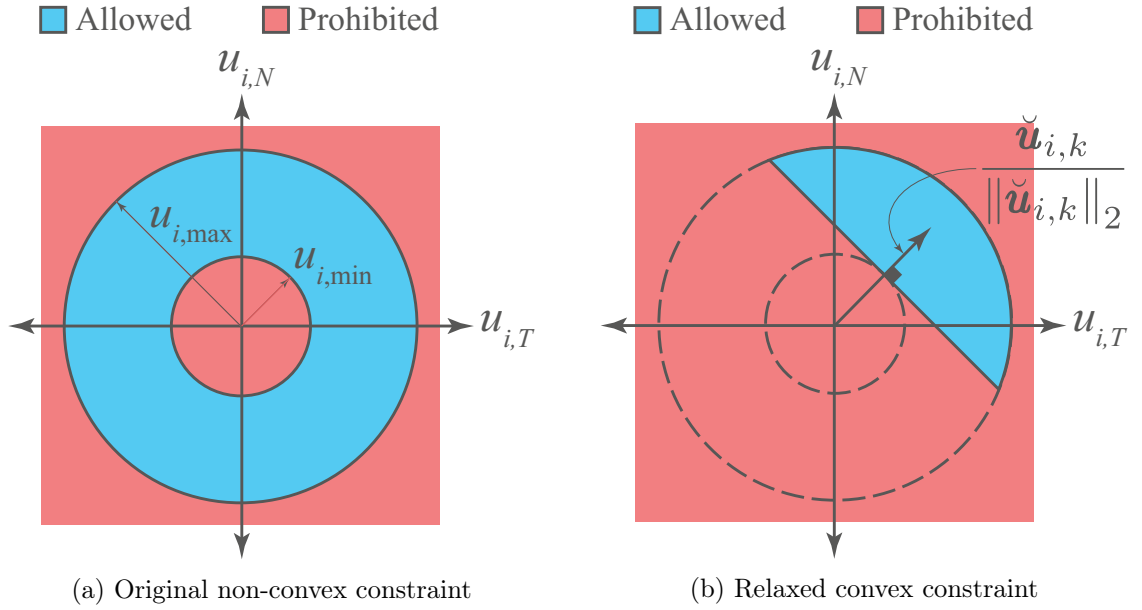 Allowed Prohibited
u_{i,N}
u_{i,max}
u_{i,min}
u_{i,T}
(a) Original non-convex constraint
Allowed Prohibited
u_{i,N}
ŭ_{i,k}
‖ŭ_{i,k}‖_2
u_{i,T}
(b) Relaxed convex constraint